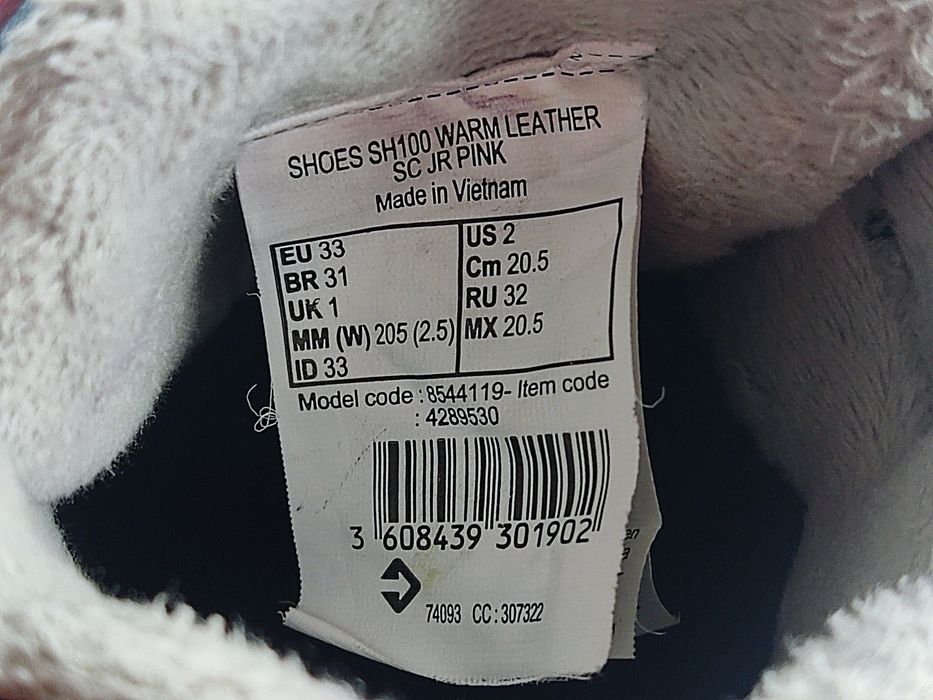 SHOES SH100 WARM LEATHER
SC JR PINK
Made in Vietnam
EU 33
BR 31
UK 1
MM (W) 205 (2.5)
ID 33
US 2
Cm 20.5
RU 32
MX 20.5
Model code : 8544119- Item code
: 4289530
3 608439 301902
74093 CC : 307322